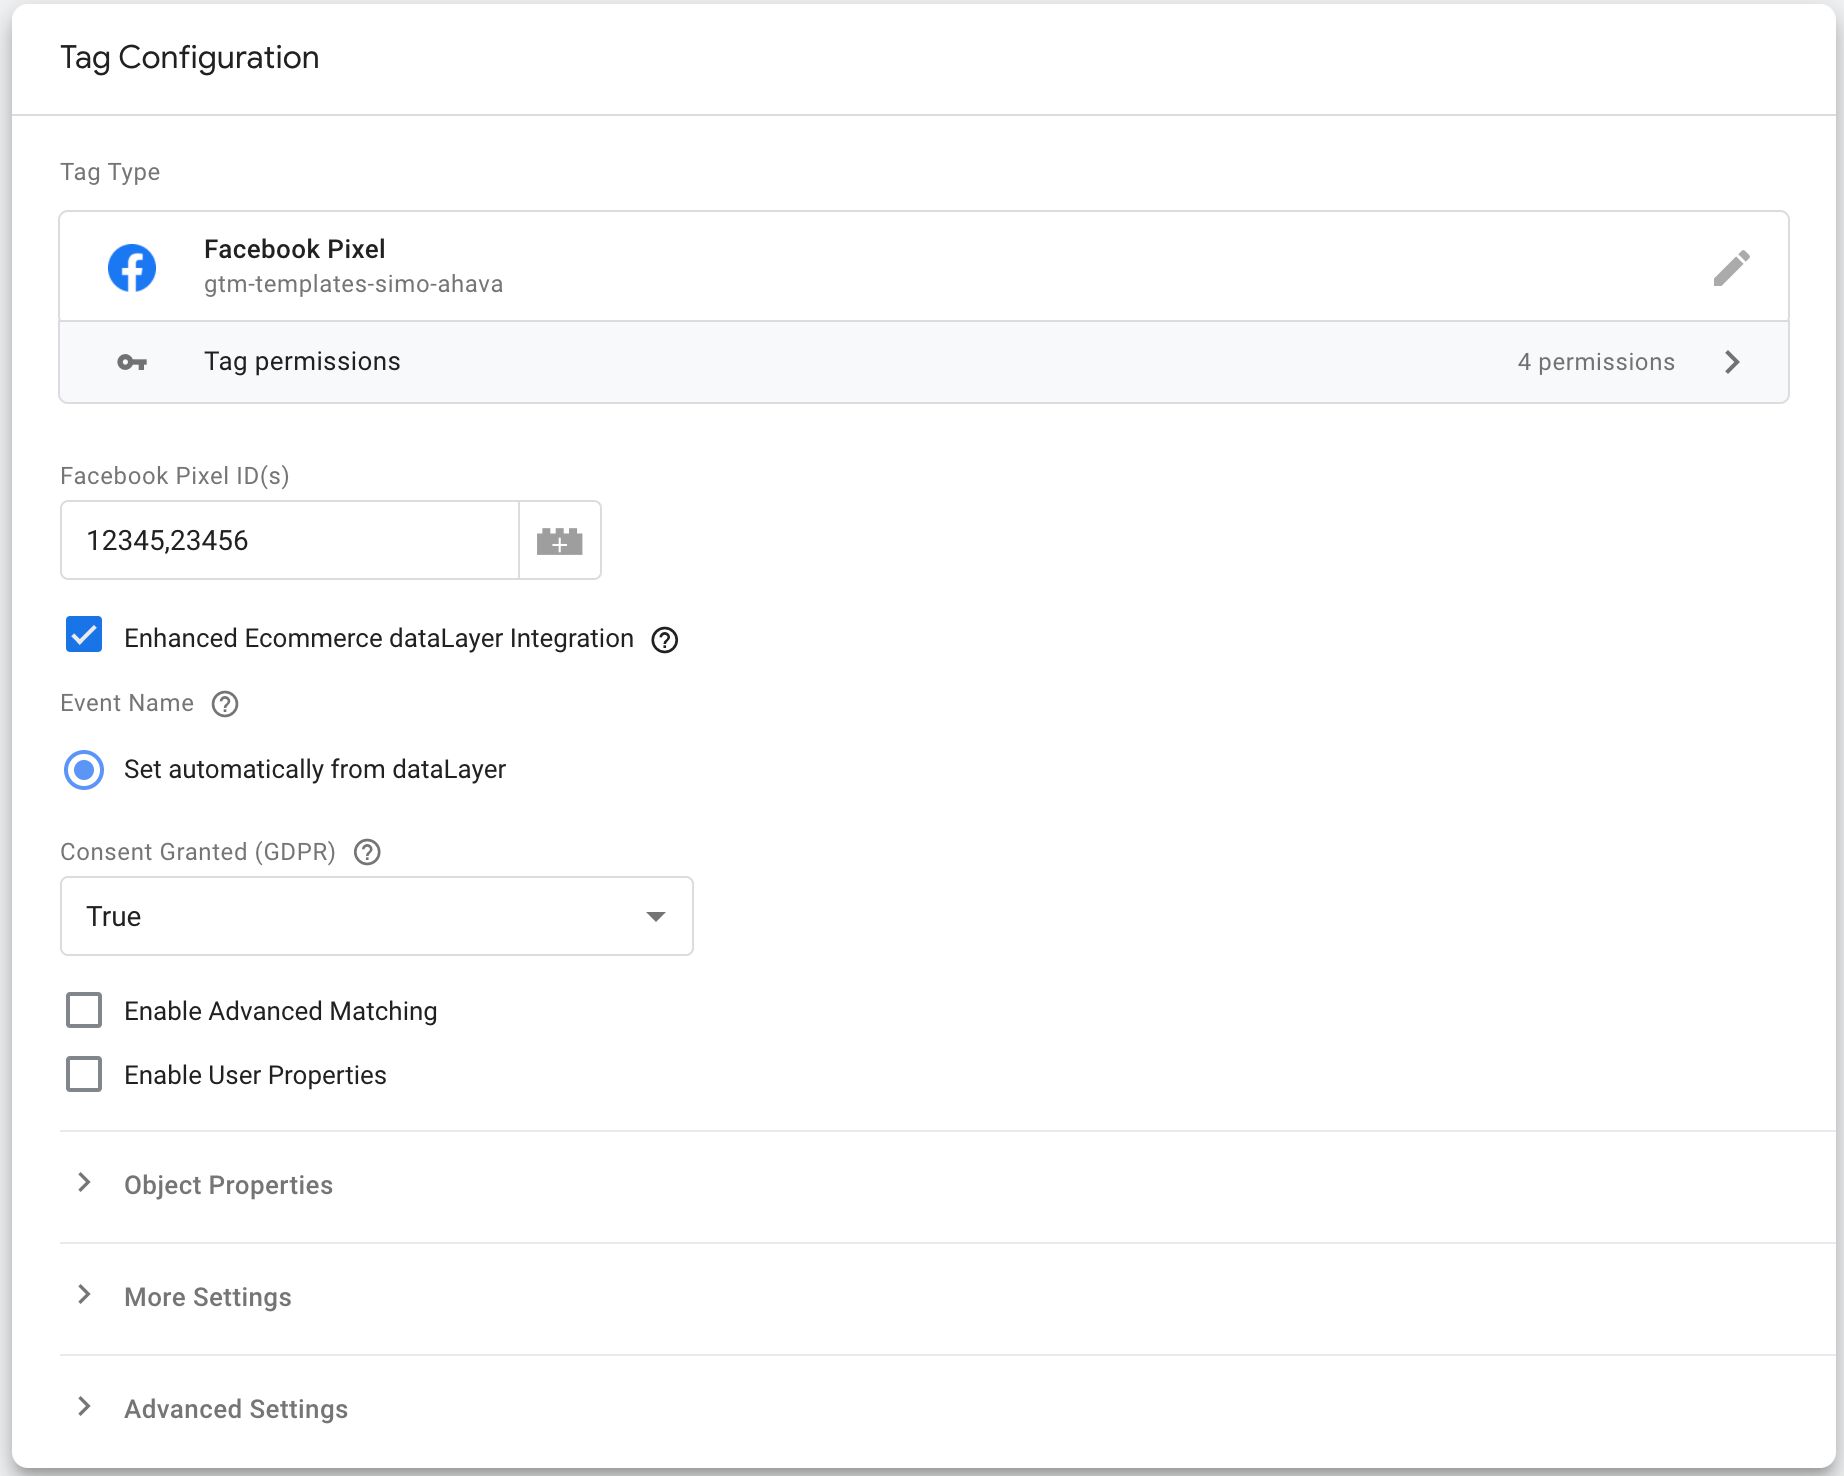 Tag Configuration
Tag Type
Facebook Pixel
gtm-templates-simo-ahava
Tag permissions
4 permissions
Facebook Pixel ID(s)
12345,23456
Enhanced Ecommerce dataLayer Integration
Event Name
Set automatically from dataLayer
Consent Granted (GDPR)
True
Enable Advanced Matching
Enable User Properties
Object Properties
More Settings
Advanced Settings